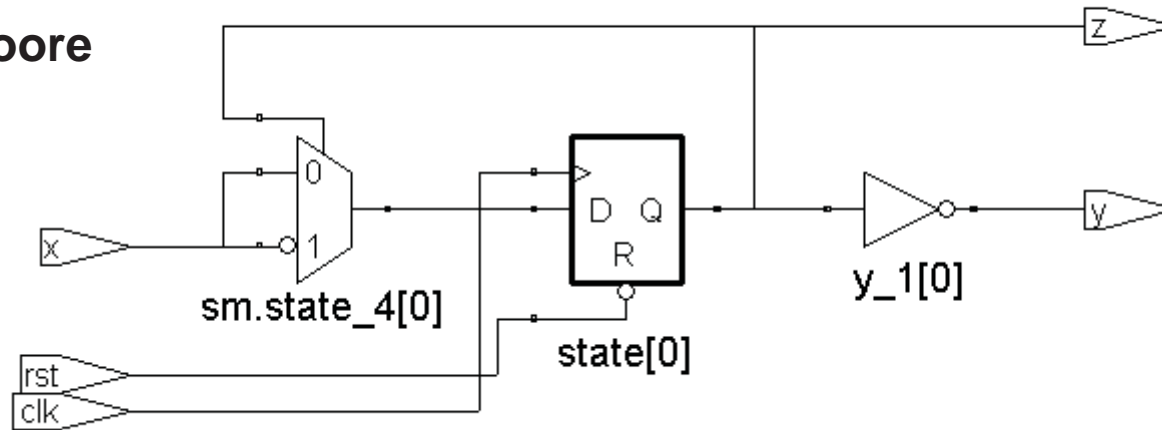 oore
z
0
D Q
y
x
1
R
y_1[0]
sm.state_4[0]
state[0]
rst
clk